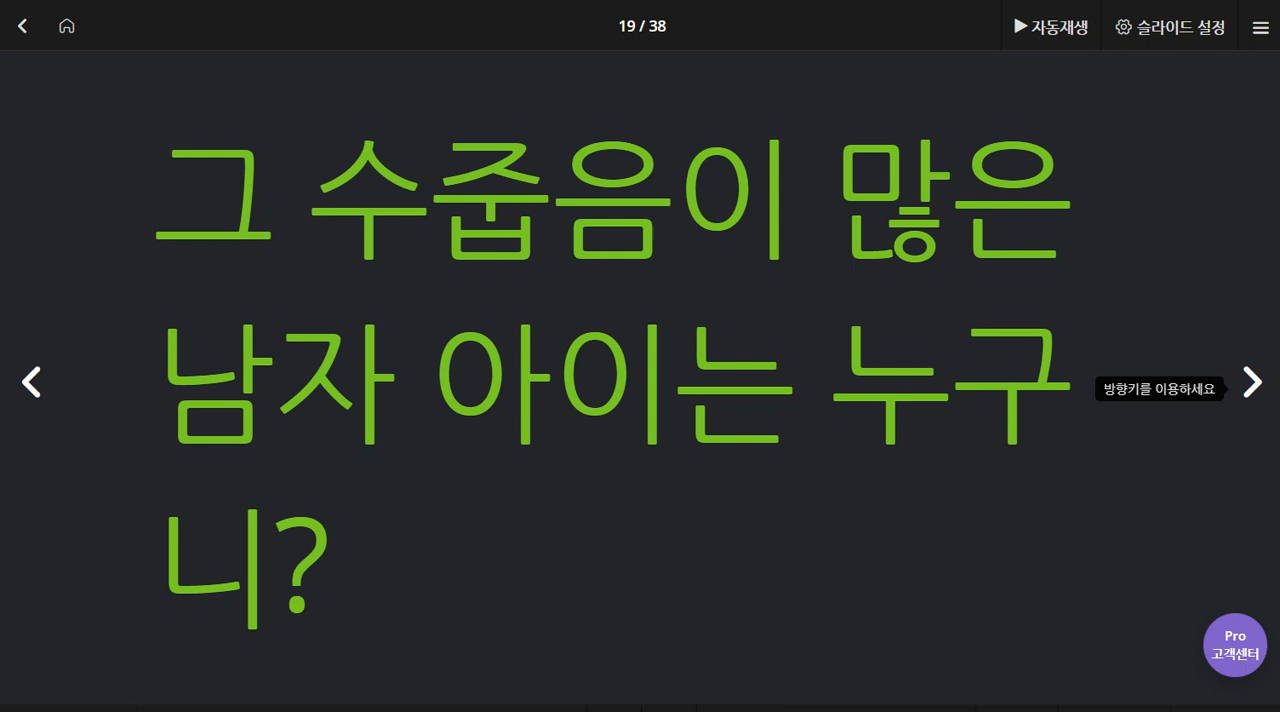 19 / 38
자동재생
슬라이드 설정
그 수줍음이 많은
남자 아이는 누구
니?
방향키를 이용하세요
Pro
고객센터